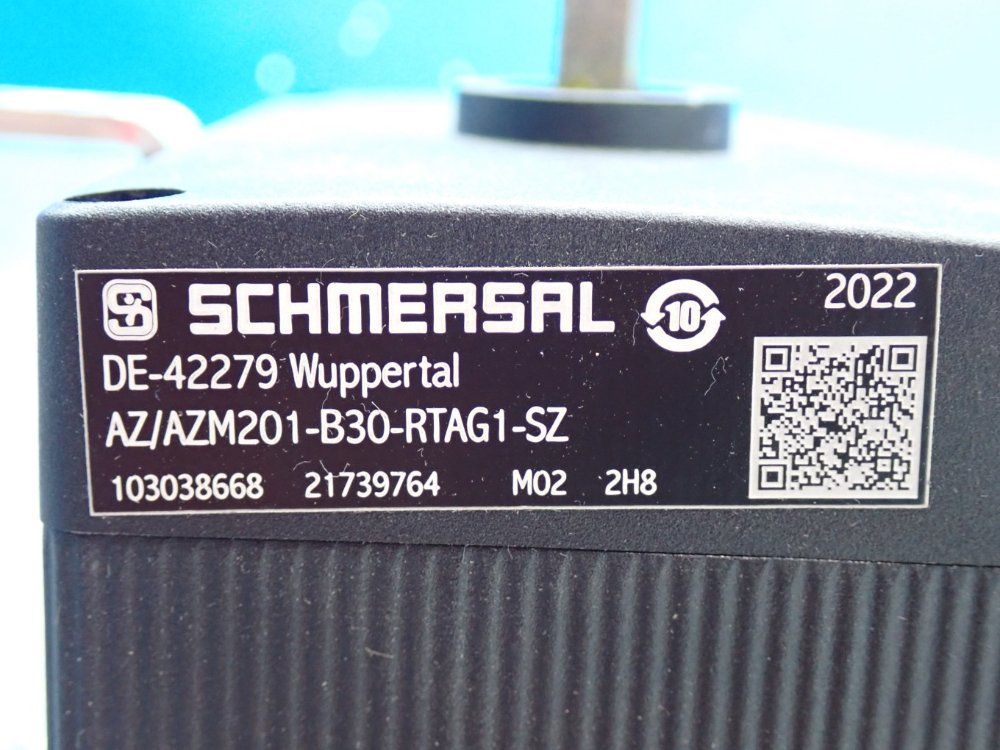 SCHMERSAL 10 2022
DE-42279 Wuppertal
AZ/AZM201-B30-RTAG1-SZ
103038668 21739764 M02 2H8